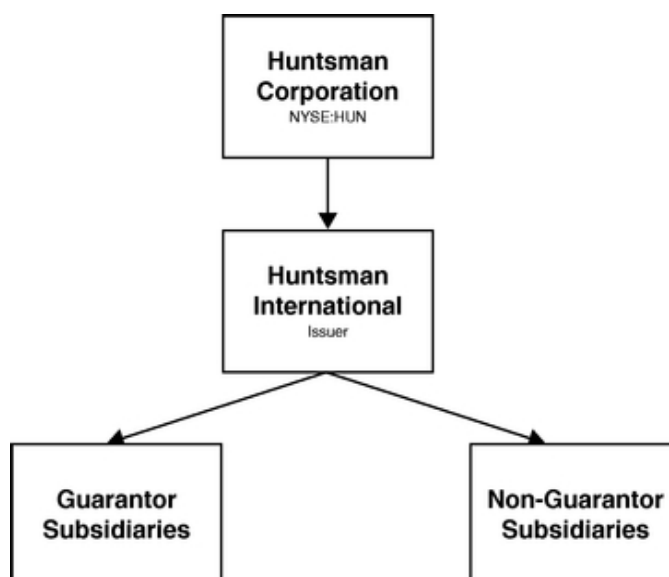 Huntsman
Corporation
NYSE:HUN
Huntsman
International
Issuer
Guarantor
Subsidiaries
Non-Guarantor
Subsidiaries